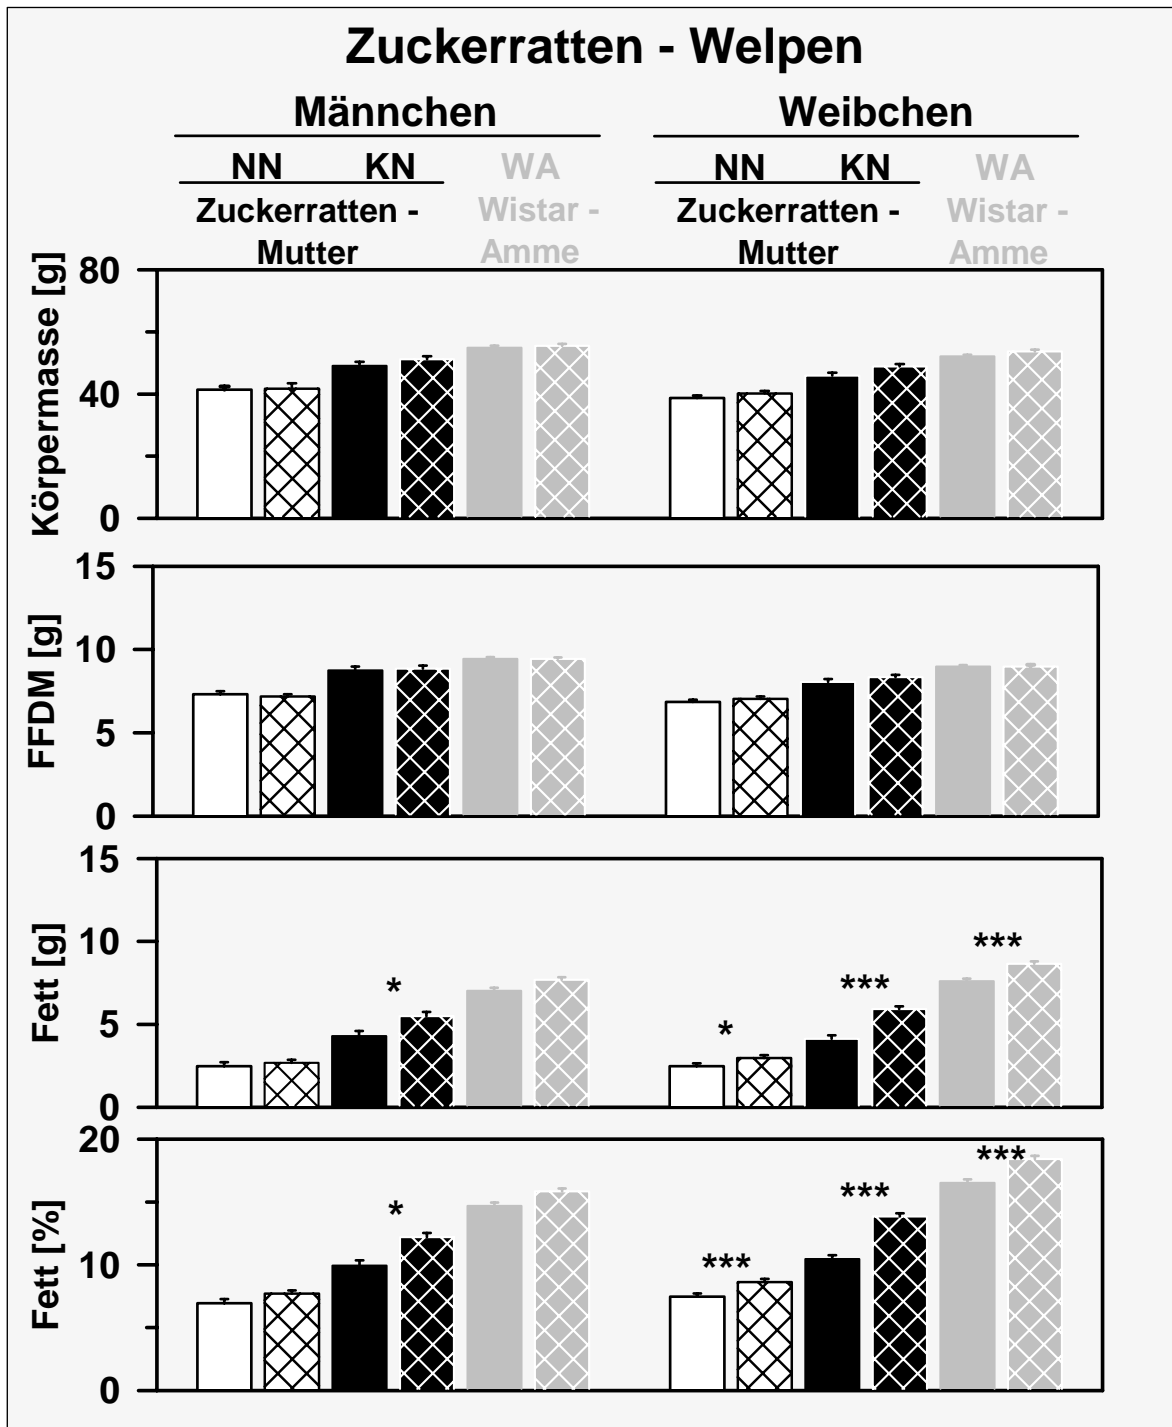 Zuckerratten - Welpen
Männchen Weibchen
NN KN WA NN KN WA
Zuckerratten - Wistar - Zuckerratten - Wistar -
Mutter Amme Mutter Amme
Körpermasse [g]
80
40
0
FFDM [g]
15
10
5
0
Fett [g]
15
10
5
0
* * *** ***
Fett [%]
20
10
0
* *** *** ***